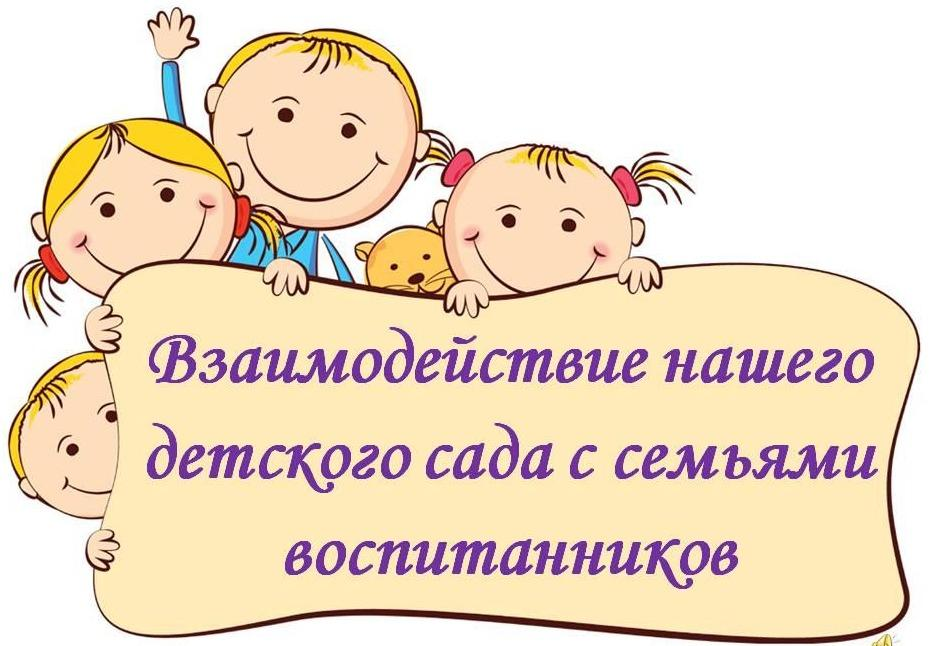 Взаимодействие нашего
детского сада с семьями
воспитанников